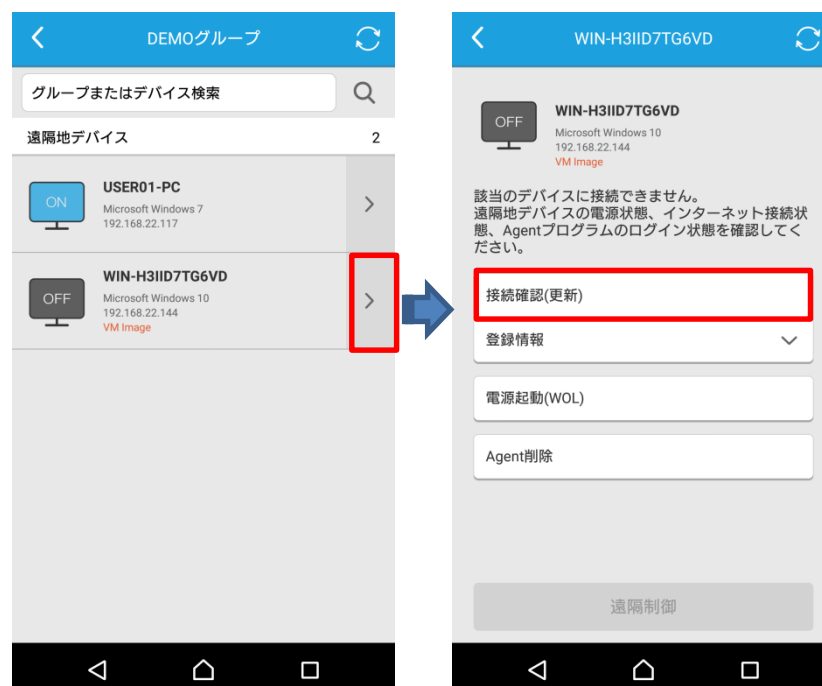 DEMOグループ
グループまたはデバイス検索
遠隔地デバイス 2
ON
USER01-PC
Microsoft Windows 7
192.168.22.117
OFF
WIN-H3IID7TG6VD
Microsoft Windows 10
192.168.22.144
VM Image
WIN-H3IID7TG6VD
OFF
WIN-H3IID7TG6VD
Microsoft Windows 10
192.168.22.144
VM Image
該当のデバイスに接続できません。
遠隔地デバイスの電源状態、インターネット接続状
態、Agentプログラムのログイン状態を確認してく
ださい。
接続確認(更新)
登録情報
電源起動(WOL)
Agent削除
遠隔制御